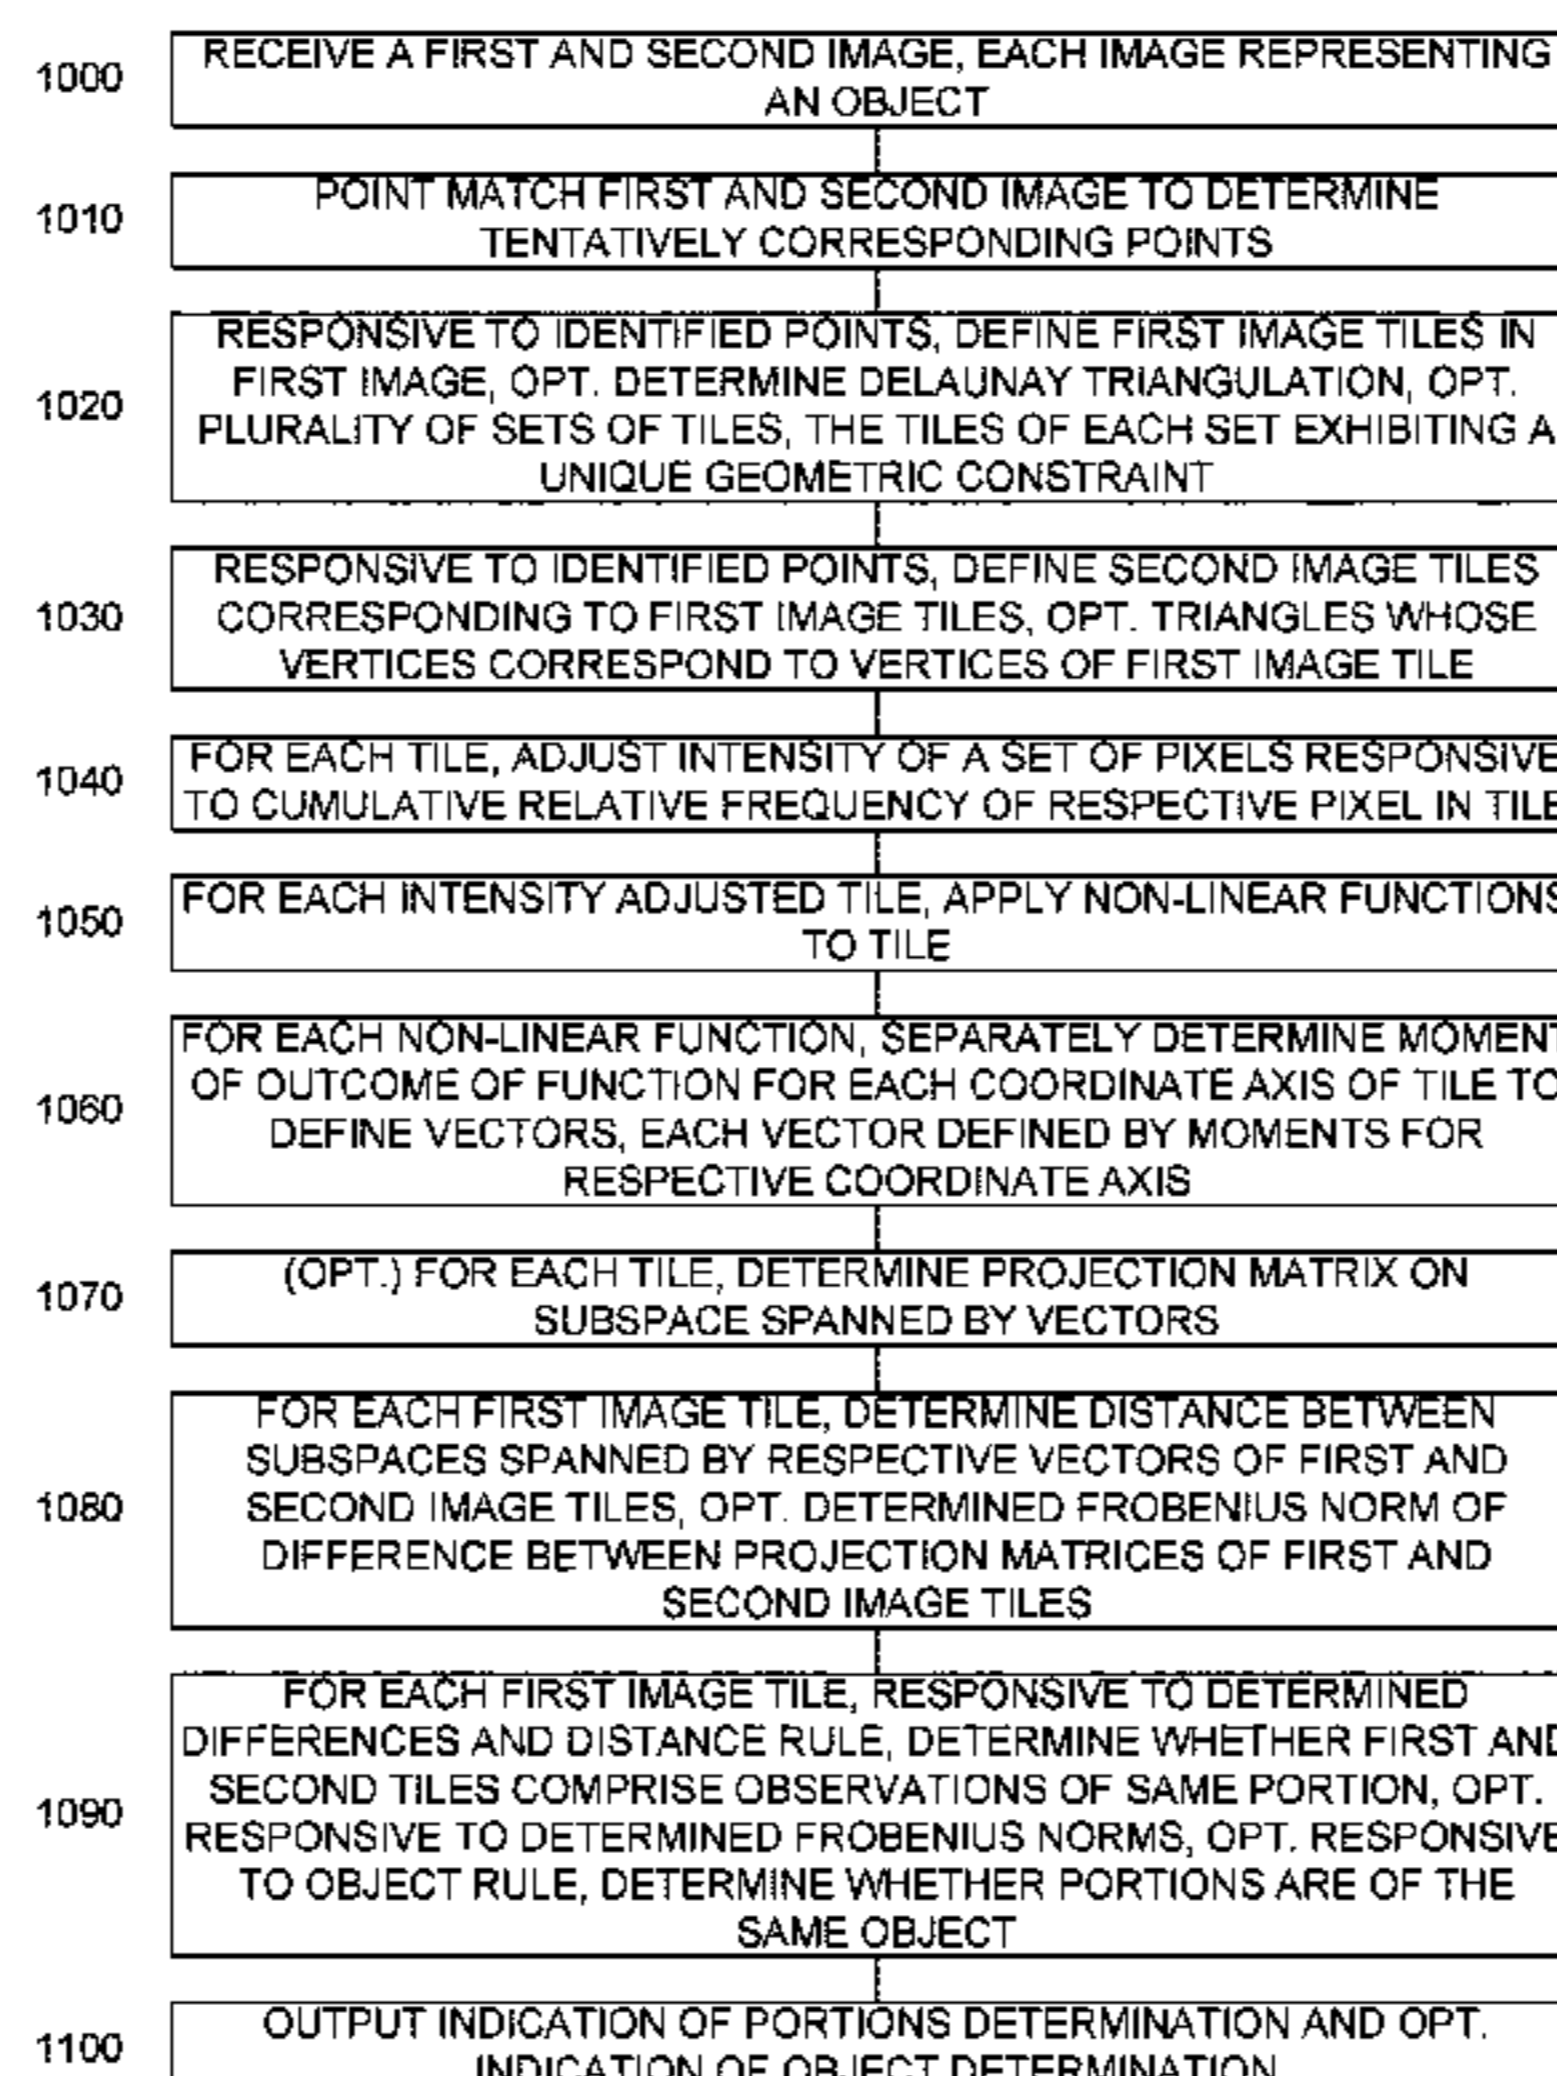 1000
RECEIVE A FIRST AND SECOND IMAGE, EACH IMAGE REPRESENTING
AN OBJECT
1010
POINT MATCH FIRST AND SECOND IMAGE TO DETERMINE
TENTATIVELY CORRESPONDING POINTS
1020
RESPONSIVE TO IDENTIFIED POINTS, DEFINE FIRST IMAGE TILES IN
FIRST IMAGE, OPT. DETERMINE DELAUNAY TRIANGULATION, OPT.
PLURALITY OF SETS OF TILES, THE TILES OF EACH SET EXHIBITING A
UNIQUE GEOMETRIC CONSTRAINT
1030
RESPONSIVE TO IDENTIFIED POINTS, DEFINE SECOND IMAGE TILES
CORRESPONDING TO FIRST IMAGE TILES, OPT. TRIANGLES WHOSE
VERTICES CORRESPOND TO VERTICES OF FIRST IMAGE TILE
1040
FOR EACH TILE, ADJUST INTENSITY OF A SET OF PIXELS RESPONSIVE
TO CUMULATIVE RELATIVE FREQUENCY OF RESPECTIVE PIXEL IN TILE
1050
FOR EACH INTENSITY ADJUSTED TILE, APPLY NON-LINEAR FUNCTIONS
TO TILE
1060
FOR EACH NON-LINEAR FUNCTION, SEPARATELY DETERMINE MOMENT
OF OUTCOME OF FUNCTION FOR EACH COORDINATE AXIS OF TILE TO
DEFINE VECTORS, EACH VECTOR DEFINED BY MOMENTS FOR
RESPECTIVE COORDINATE AXIS
1070
(OPT.) FOR EACH TILE, DETERMINE PROJECTION MATRIX ON
SUBSPACE SPANNED BY VECTORS
1080
FOR EACH FIRST IMAGE TILE, DETERMINE DISTANCE BETWEEN
SUBSPACES SPANNED BY RESPECTIVE VECTORS OF FIRST AND
SECOND IMAGE TILES, OPT. DETERMINED FROBENIUS NORM OF
DIFFERENCE BETWEEN PROJECTION MATRICES OF FIRST AND
SECOND IMAGE TILES
1090
FOR EACH FIRST IMAGE TILE, RESPONSIVE TO DETERMINED
DIFFERENCES AND DISTANCE RULE, DETERMINE WHETHER FIRST AND
SECOND TILES COMPRISE OBSERVATIONS OF SAME PORTION, OPT.
RESPONSIVE TO DETERMINED FROBENIUS NORMS, OPT. RESPONSIVE
TO OBJECT RULE, DETERMINE WHETHER PORTIONS ARE OF THE
SAME OBJECT
1100
OUTPUT INDICATION OF PORTIONS DETERMINATION AND OPT.
INDICATION OF OBJECT DETERMINATION